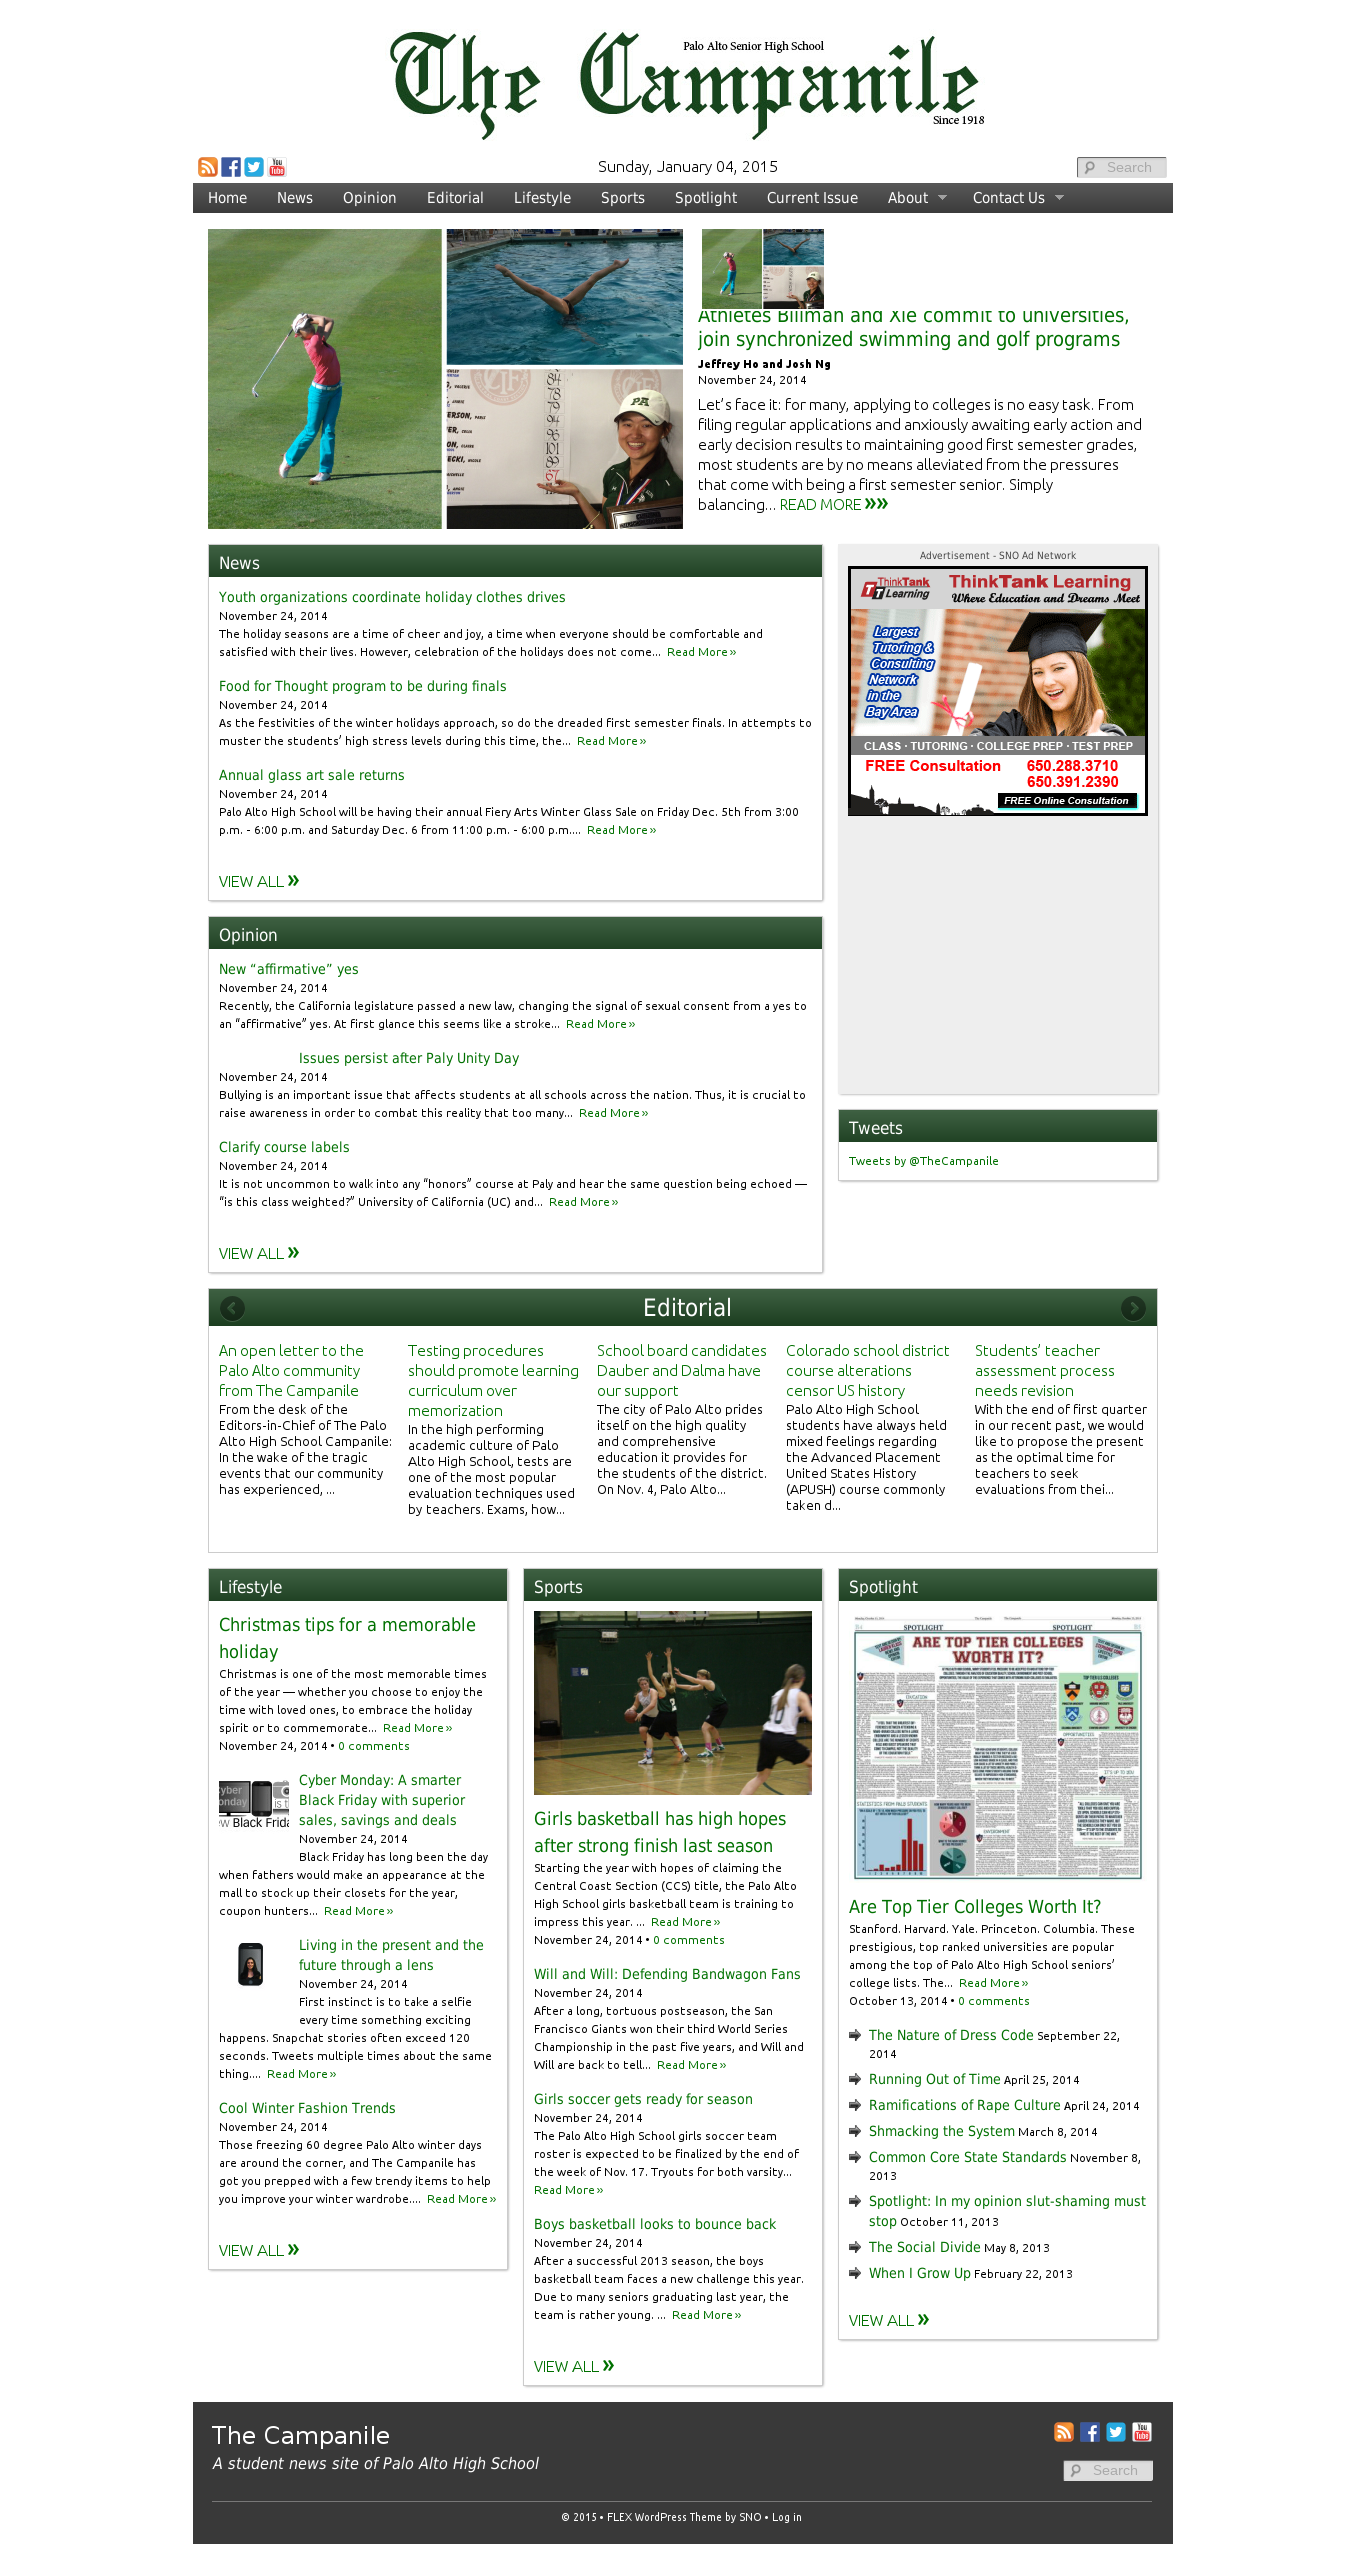 The Campanile
Palo Alto Senior High School
Since 1918
Sunday, January 04, 2015
Search
Home News Opinion Editorial Lifestyle Sports Spotlight Current Issue About Contact Us
Athletes Billman and Xie commit to universities,
join synchronized swimming and golf programs
Jeffrey Ho and Josh Ng
November 24, 2014
Let’s face it: for many, applying to colleges is no easy task. From
filing regular applications and anxiously awaiting early action and
early decision results to maintaining good first semester grades,
most students are by no means alleviated from the pressures
that come with being a first semester senior. Simply
balancing... READ MORE »
News
Youth organizations coordinate holiday clothes drives
November 24, 2014
The holiday seasons are a time of cheer and joy, a time when everyone should be comfortable and
satisfied with their lives. However, celebration of the holidays does not come... Read More »
Food for Thought program to be during finals
November 24, 2014
As the festivities of the winter holidays approach, so do the dreaded first semester finals. In attempts to
muster the students’ high stress levels during this time, the... Read More »
Annual glass art sale returns
November 24, 2014
Palo Alto High School will be having their annual Fiery Arts Winter Glass Sale on Friday Dec. 5th from 3:00
p.m. - 6:00 p.m. and Saturday Dec. 6 from 11:00 p.m. - 6:00 p.m.... Read More »
VIEW ALL »
Advertisement - SNO Ad Network
ThinkTank Learning
ThinkTank Learning
Where Education and Dreams Meet
Largest
Tutoring &
Consulting
Network
in the
Bay Area
CLASS · TUTORING · COLLEGE PREP · TEST PREP
FREE Consultation 650.288.3710
650.391.2390
FREE Online Consultation
Opinion
New “affirmative” yes
November 24, 2014
Recently, the California legislature passed a new law, changing the signal of sexual consent from a yes to
an “affirmative” yes. At first glance this seems like a stroke... Read More »
Issues persist after Paly Unity Day
November 24, 2014
Bullying is an important issue that affects students at all schools across the nation. Thus, it is crucial to
raise awareness in order to combat this reality that too many... Read More »
Clarify course labels
November 24, 2014
It is not uncommon to walk into any “honors” course at Paly and hear the same question being echoed —
“is this class weighted?” University of California (UC) and... Read More »
VIEW ALL »
Tweets
Tweets by @TheCampanile
Editorial
An open letter to the
Palo Alto community
from The Campanile
From the desk of the
Editors-in-Chief of The Palo
Alto High School Campanile:
In the wake of the tragic
events that our community
has experienced, ...
Testing procedures
should promote learning
curriculum over
memorization
In the high performing
academic culture of Palo
Alto High School, tests are
one of the most popular
evaluation techniques used
by teachers. Exams, how...
School board candidates
Dauber and Dalma have
our support
The city of Palo Alto prides
itself on the high quality
and comprehensive
education it provides for
the students of the district.
On Nov. 4, Palo Alto...
Colorado school district
course alterations
censor US history
Palo Alto High School
students have always held
mixed feelings regarding
the Advanced Placement
United States History
(APUSH) course commonly
taken d...
Students’ teacher
assessment process
needs revision
With the end of first quarter
in our recent past, we would
like to propose the present
as the optimal time for
teachers to seek
evaluations from thei...
Lifestyle
Christmas tips for a memorable
holiday
Christmas is one of the most memorable times
of the year — whether you choose to enjoy the
time with loved ones, to embrace the holiday
spirit or to commemorate... Read More »
November 24, 2014 • 0 comments
Cyber Monday: A smarter
Black Friday with superior
sales, savings and deals
November 24, 2014
Black Friday has long been the day
when fathers would make an appearance at the
mall to stock up their closets for the year,
coupon hunters... Read More »
Living in the present and the
future through a lens
November 24, 2014
First instinct is to take a selfie
every time something exciting
happens. Snapchat stories often exceed 120
seconds. Tweets multiple times about the same
thing.... Read More »
Cool Winter Fashion Trends
November 24, 2014
Those freezing 60 degree Palo Alto winter days
are around the corner, and The Campanile has
got you prepped with a few trendy items to help
you improve your winter wardrobe.... Read More »
VIEW ALL »
Sports
Girls basketball has high hopes
after strong finish last season
Starting the year with hopes of claiming the
Central Coast Section (CCS) title, the Palo Alto
High School girls basketball team is training to
impress this year. ... Read More »
November 24, 2014 • 0 comments
Will and Will: Defending Bandwagon Fans
November 24, 2014
After a long, tortuous postseason, the San
Francisco Giants won their third World Series
Championship in the past five years, and Will and
Will are back to tell... Read More »
Girls soccer gets ready for season
November 24, 2014
The Palo Alto High School girls soccer team
roster is expected to be finalized by the end of
the week of Nov. 17. Tryouts for both varsity...
Read More »
Boys basketball looks to bounce back
November 24, 2014
After a successful 2013 season, the boys
basketball team faces a new challenge this year.
Due to many seniors graduating last year, the
team is rather young. ... Read More »
VIEW ALL »
Spotlight
SPOTLIGHT SPOTLIGHT
ARE TOP TIER COLLEGES
WORTH IT?
Are Top Tier Colleges Worth It?
Stanford. Harvard. Yale. Princeton. Columbia. These
prestigious, top ranked universities are popular
among the top of Palo Alto High School seniors’
college lists. The... Read More »
October 13, 2014 • 0 comments
The Nature of Dress Code September 22,
2014
Running Out of Time April 25, 2014
Ramifications of Rape Culture April 24, 2014
Shmacking the System March 8, 2014
Common Core State Standards November 8,
2013
Spotlight: In my opinion slut-shaming must
stop October 11, 2013
The Social Divide May 8, 2013
When I Grow Up February 22, 2013
VIEW ALL »
The Campanile
A student news site of Palo Alto High School
Search
© 2015 • FLEX WordPress Theme by SNO • Log in